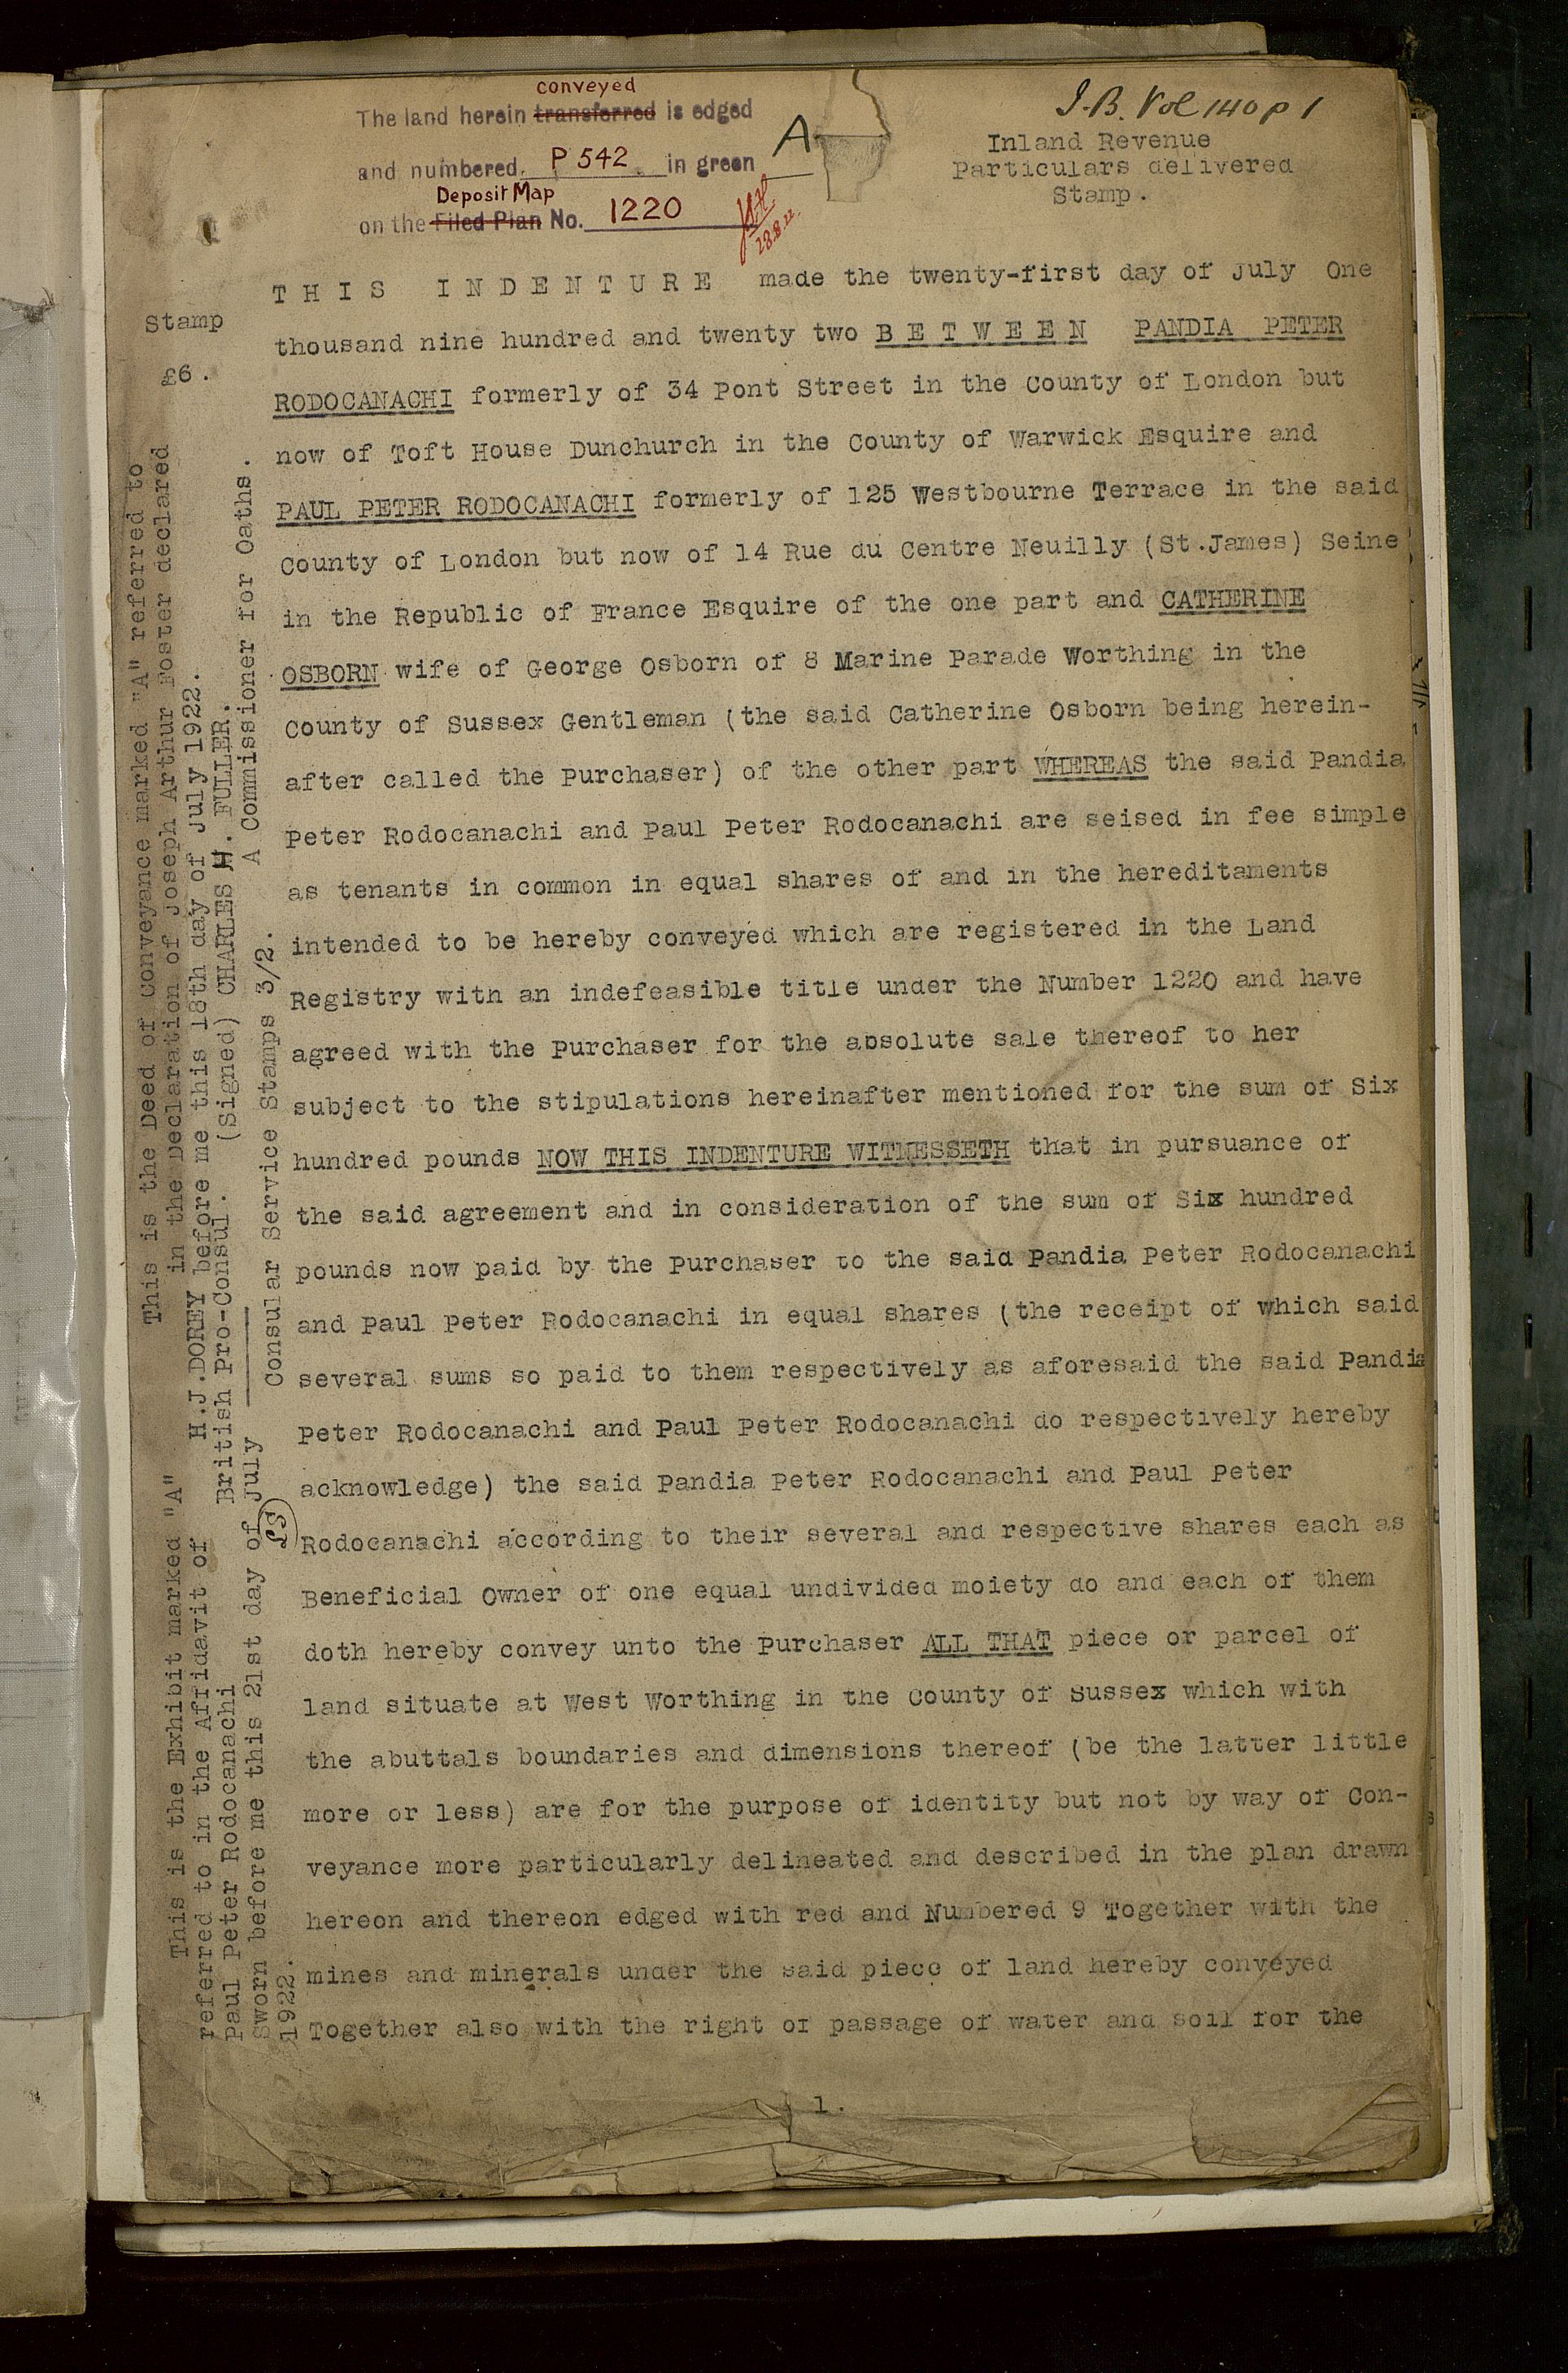 conveyed
The land herein transferred is edged
and numbered P 542 in green
Deposit Map
on the Filed Plan No. 1220
28.8.22.
A
I.B. Vol 140 p 1
Inland Revenue
Particulars delivered
Stamp.
Stamp
£6.
THIS INDENTURE made the twenty-first day of July One
thousand nine hundred and twenty two BETWEEN PANDIA PETER
RODOCANACHI formerly of 34 Pont Street in the County of London but
now of Toft House Dunchurch in the County of Warwick Esquire and
PAUL PETER RODOCANACHI formerly of 125 Westbourne Terrace in the said
County of London but now of 14 Rue du Centre Neuilly (St.James) Seine
in the Republic of France Esquire of the one part and CATHERINE
OSBORN wife of George Osborn of 8 Marine Parade Worthing in the
County of Sussex Gentleman (the said Catherine Osborn being herein-
after called the Purchaser) of the other part WHEREAS the said Pandia
Peter Rodocanachi and Paul Peter Rodocanachi are seised in fee simple
as tenants in common in equal shares of and in the hereditaments
intended to be hereby conveyed which are registered in the Land
Registry with an indefeasible title under the Number 1220 and have
agreed with the Purchaser for the absolute sale thereof to her
subject to the stipulations hereinafter mentioned for the sum of Six
hundred pounds NOW THIS INDENTURE WITNESSETH that in pursuance of
the said agreement and in consideration of the sum of Six hundred
pounds now paid by the Purchaser to the said Pandia Peter Rodocanachi
and Paul Peter Rodocanachi in equal shares (the receipt of which said
several sums so paid to them respectively as aforesaid the said Pandia
Peter Rodocanachi and Paul Peter Rodocanachi do respectively hereby
acknowledge) the said Pandia Peter Rodocanachi and Paul Peter
Rodocanachi according to their several and respective shares each as
Beneficial Owner of one equal undivided moiety do and each of them
doth hereby convey unto the Purchaser ALL THAT piece or parcel of
land situate at West Worthing in the County of Sussex which with
the abuttals boundaries and dimensions thereof (be the latter little
more or less) are for the purpose of identity but not by way of Con-
veyance more particularly delineated and described in the plan drawn
hereon and thereon edged with red and Numbered 9 Together with the
mines and minerals under the said piece of land hereby conveyed
Together also with the right of passage of water and soil for the
1.
This is the Deed of Conveyance marked "A" referred to
in the Declaration of Joseph Arthur Foster declared
before me this 18th day of July 1922.
(Signed) CHARLES H. FULLER.
A Commissioner for Oaths.
This is the Exhibit marked "A"
referred to in the Affidavit of
Paul Peter Rodocanachi
Sworn before me this 21st day of July
1922.
H.J.DOREY
British Pro-Consul.
LS
Consular Service Stamps 3/2.